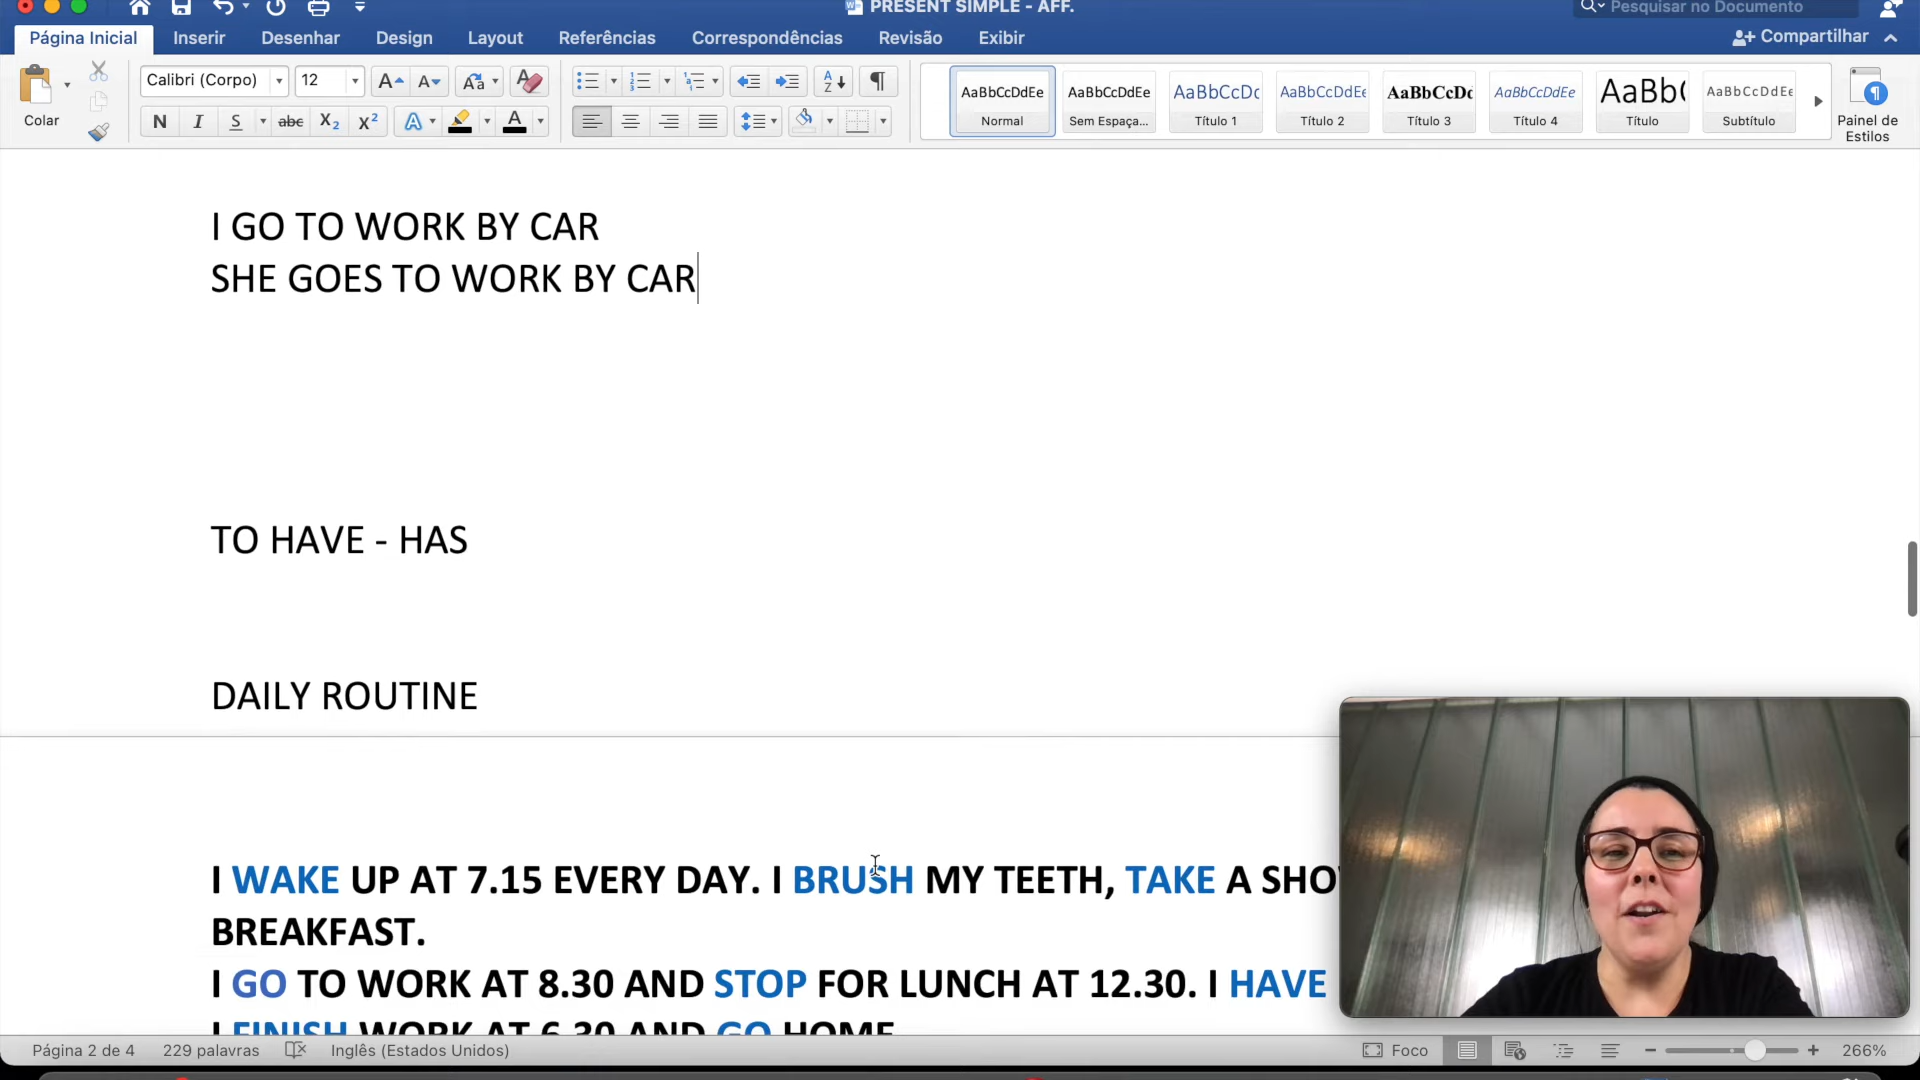 PRESENT SIMPLE - AFF.
Pesquisar no Documento
Página Inicial
Inserir
Desenhar
Design
Layout
Referências
Correspondências
Revisão
Exibir
Compartilhar
Colar
Calibri (Corpo)
12
AaBbCcDdEe
Normal
AaBbCcDdEe
Sem Espaça...
AaBbCcDc
Título 1
AaBbCcDdEe
Título 2
AaBbCcDc
Título 3
AaBbCcDdEe
Título 4
AaBb(
Título
AaBbCcDdEe
Subtítulo
Painel de
Estilos
N I S abc X2 X2 A A
I GO TO WORK BY CAR
SHE GOES TO WORK BY CAR
TO HAVE - HAS
DAILY ROUTINE
I WAKE UP AT 7.15 EVERY DAY. I BRUSH MY TEETH, TAKE A SHO
BREAKFAST.
I GO TO WORK AT 8.30 AND STOP FOR LUNCH AT 12.30. I HAVE
I FINISH WORK AT 6.30 AND GO HOME
Página 2 de 4
229 palavras
Inglês (Estados Unidos)
Foco
266%